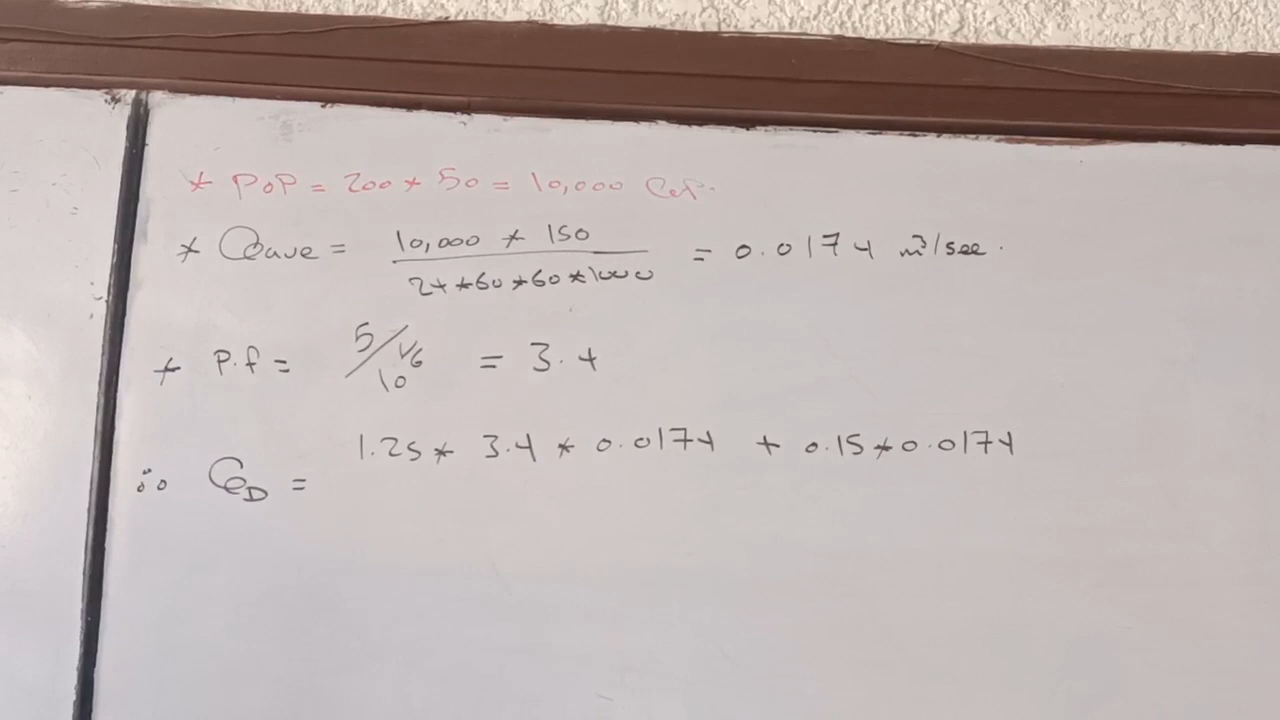 * POP = 200 * 50 = 10,000 Cap.
* Qave = 10,000 * 150 / 24*60*60*1000 = 0.0174 m³/sec.
* P.f = 5/10^1/6 = 3.4
∴ QD = 1.25 * 3.4 * 0.0174 + 0.15*0.0174